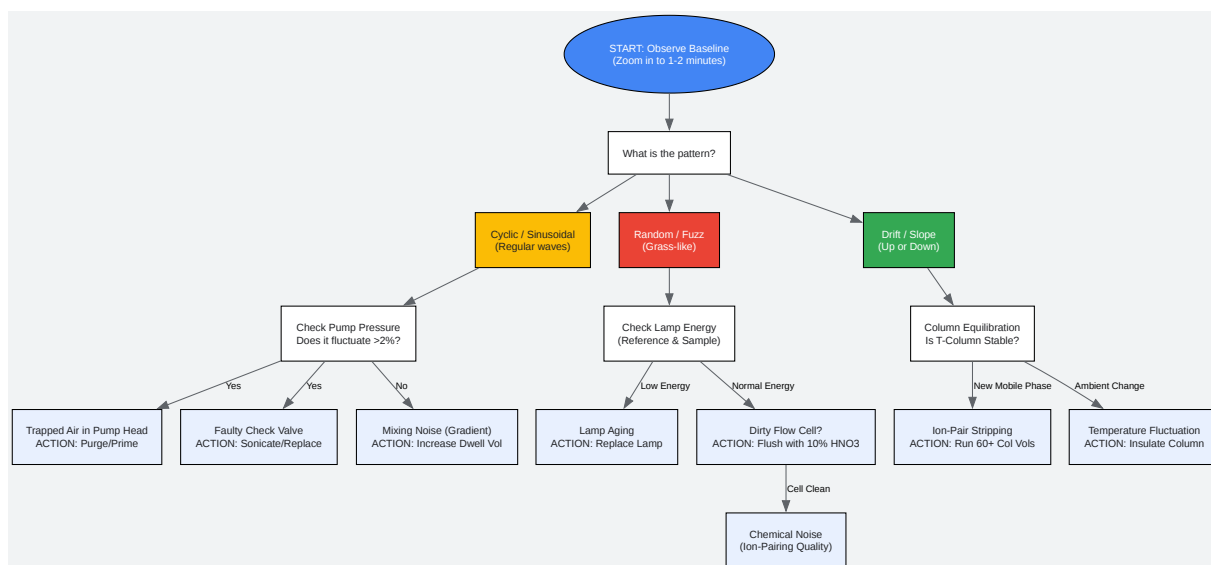 START: Observe Baseline
(Zoom in to 1-2 minutes)
What is the pattern?
Cyclic / Sinusoidal
(Regular waves)
Random / Fuzz
(Grass-like)
Drift / Slope
(Up or Down)
Check Pump Pressure
Does it fluctuate >2%?
Check Lamp Energy
(Reference & Sample)
Column Equilibration
Is T-Column Stable?
Yes
Yes
No
Low Energy
Normal Energy
New Mobile Phase
Ambient Change
Trapped Air in Pump Head
ACTION: Purge/Prime
Faulty Check Valve
ACTION: Sonicate/Replace
Mixing Noise (Gradient)
ACTION: Increase Dwell Vol
Lamp Aging
ACTION: Replace Lamp
Dirty Flow Cell?
ACTION: Flush with 10% HNO3
Ion-Pair Stripping
ACTION: Run 60+ Col Vols
Temperature Fluctuation
ACTION: Insulate Column
Cell Clean
Chemical Noise
(Ion-Pairing Quality)